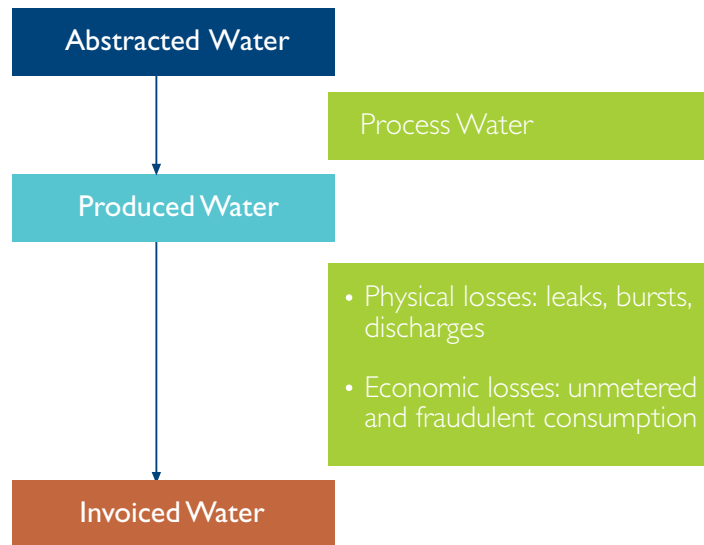 Abstracted Water
Process Water
Produced Water
• Physical losses: leaks, bursts,
discharges
• Economic losses: unmetered
and fraudulent consumption
Invoiced Water